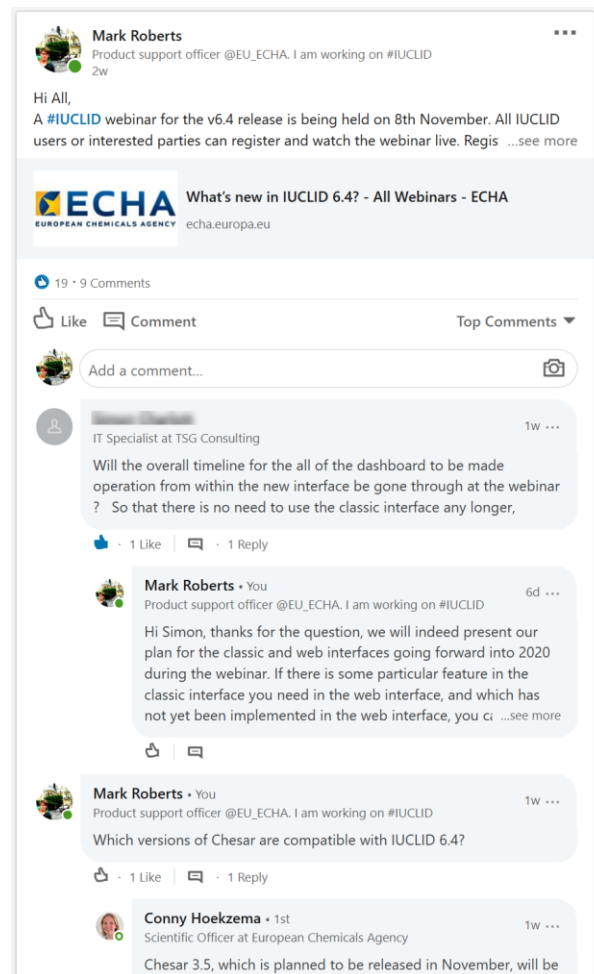 Mark Roberts
Product support officer @EU_ECHA. I am working on #IUCLID
2w
Hi All,
A #IUCLID webinar for the v6.4 release is being held on 8th November. All IUCLID
users or interested parties can register and watch the webinar live. Regis ...see more
ECHA
EUROPEAN CHEMICALS AGENCY
What's new in IUCLID 6.4? - All Webinars - ECHA
echa.europa.eu
19 · 9 Comments
Like Comment Top Comments
Add a comment...
1w
IT Specialist at TSG Consulting
Will the overall timeline for the all of the dashboard to be made
operation from within the new interface be gone through at the webinar
? So that there is no need to use the classic interface any longer,
· 1 Like · 1 Reply
Mark Roberts • You
6d
Product support officer @EU_ECHA. I am working on #IUCLID
Hi Simon, thanks for the question, we will indeed present our
plan for the classic and web interfaces going forward into 2020
during the webinar. If there is some particular feature in the
classic interface you need in the web interface, and which has
not yet been implemented in the web interface, you ...see more
Mark Roberts • You
1w
Product support officer @EU_ECHA. I am working on #IUCLID
Which versions of Chesar are compatible with IUCLID 6.4?
· 1 Like · 1 Reply
Conny Hoekzema • 1st
1w
Scientific Officer at European Chemicals Agency
Chesar 3.5, which is planned to be released in November, will be